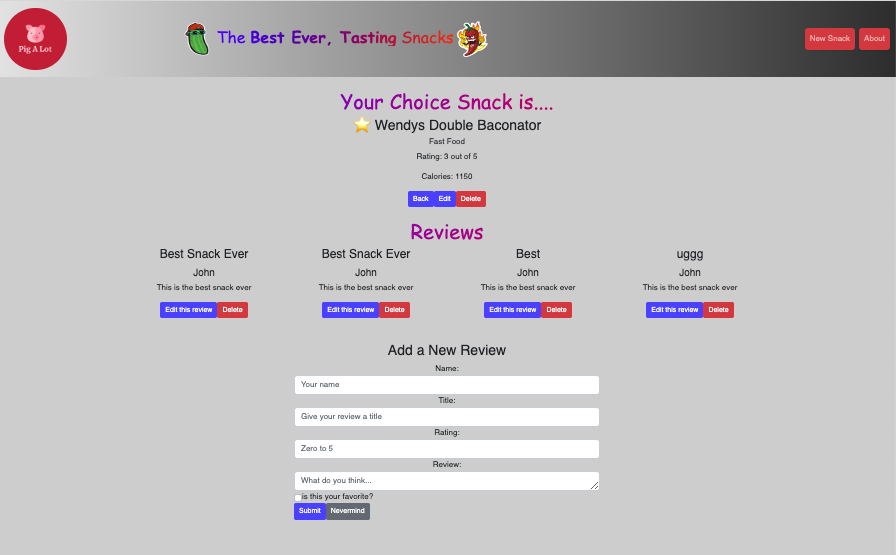 Pig A Lot
The Best Ever, Tasting Snacks
New Snack About
Your Choice Snack is....
Wendys Double Baconator
Fast Food
Rating: 3 out of 5
Calories: 1150
Back Edit Delete
Reviews
Best Snack Ever Best Snack Ever Best uggg
John John John John
This is the best snack ever This is the best snack ever This is the best snack ever This is the best snack ever
Edit this review Delete Edit this review Delete Edit this review Delete Edit this review Delete
Add a New Review
Name:
Your name
Title:
Give your review a title
Rating:
Zero to 5
Review:
What do you think...
is this your favorite?
Submit Nevermind